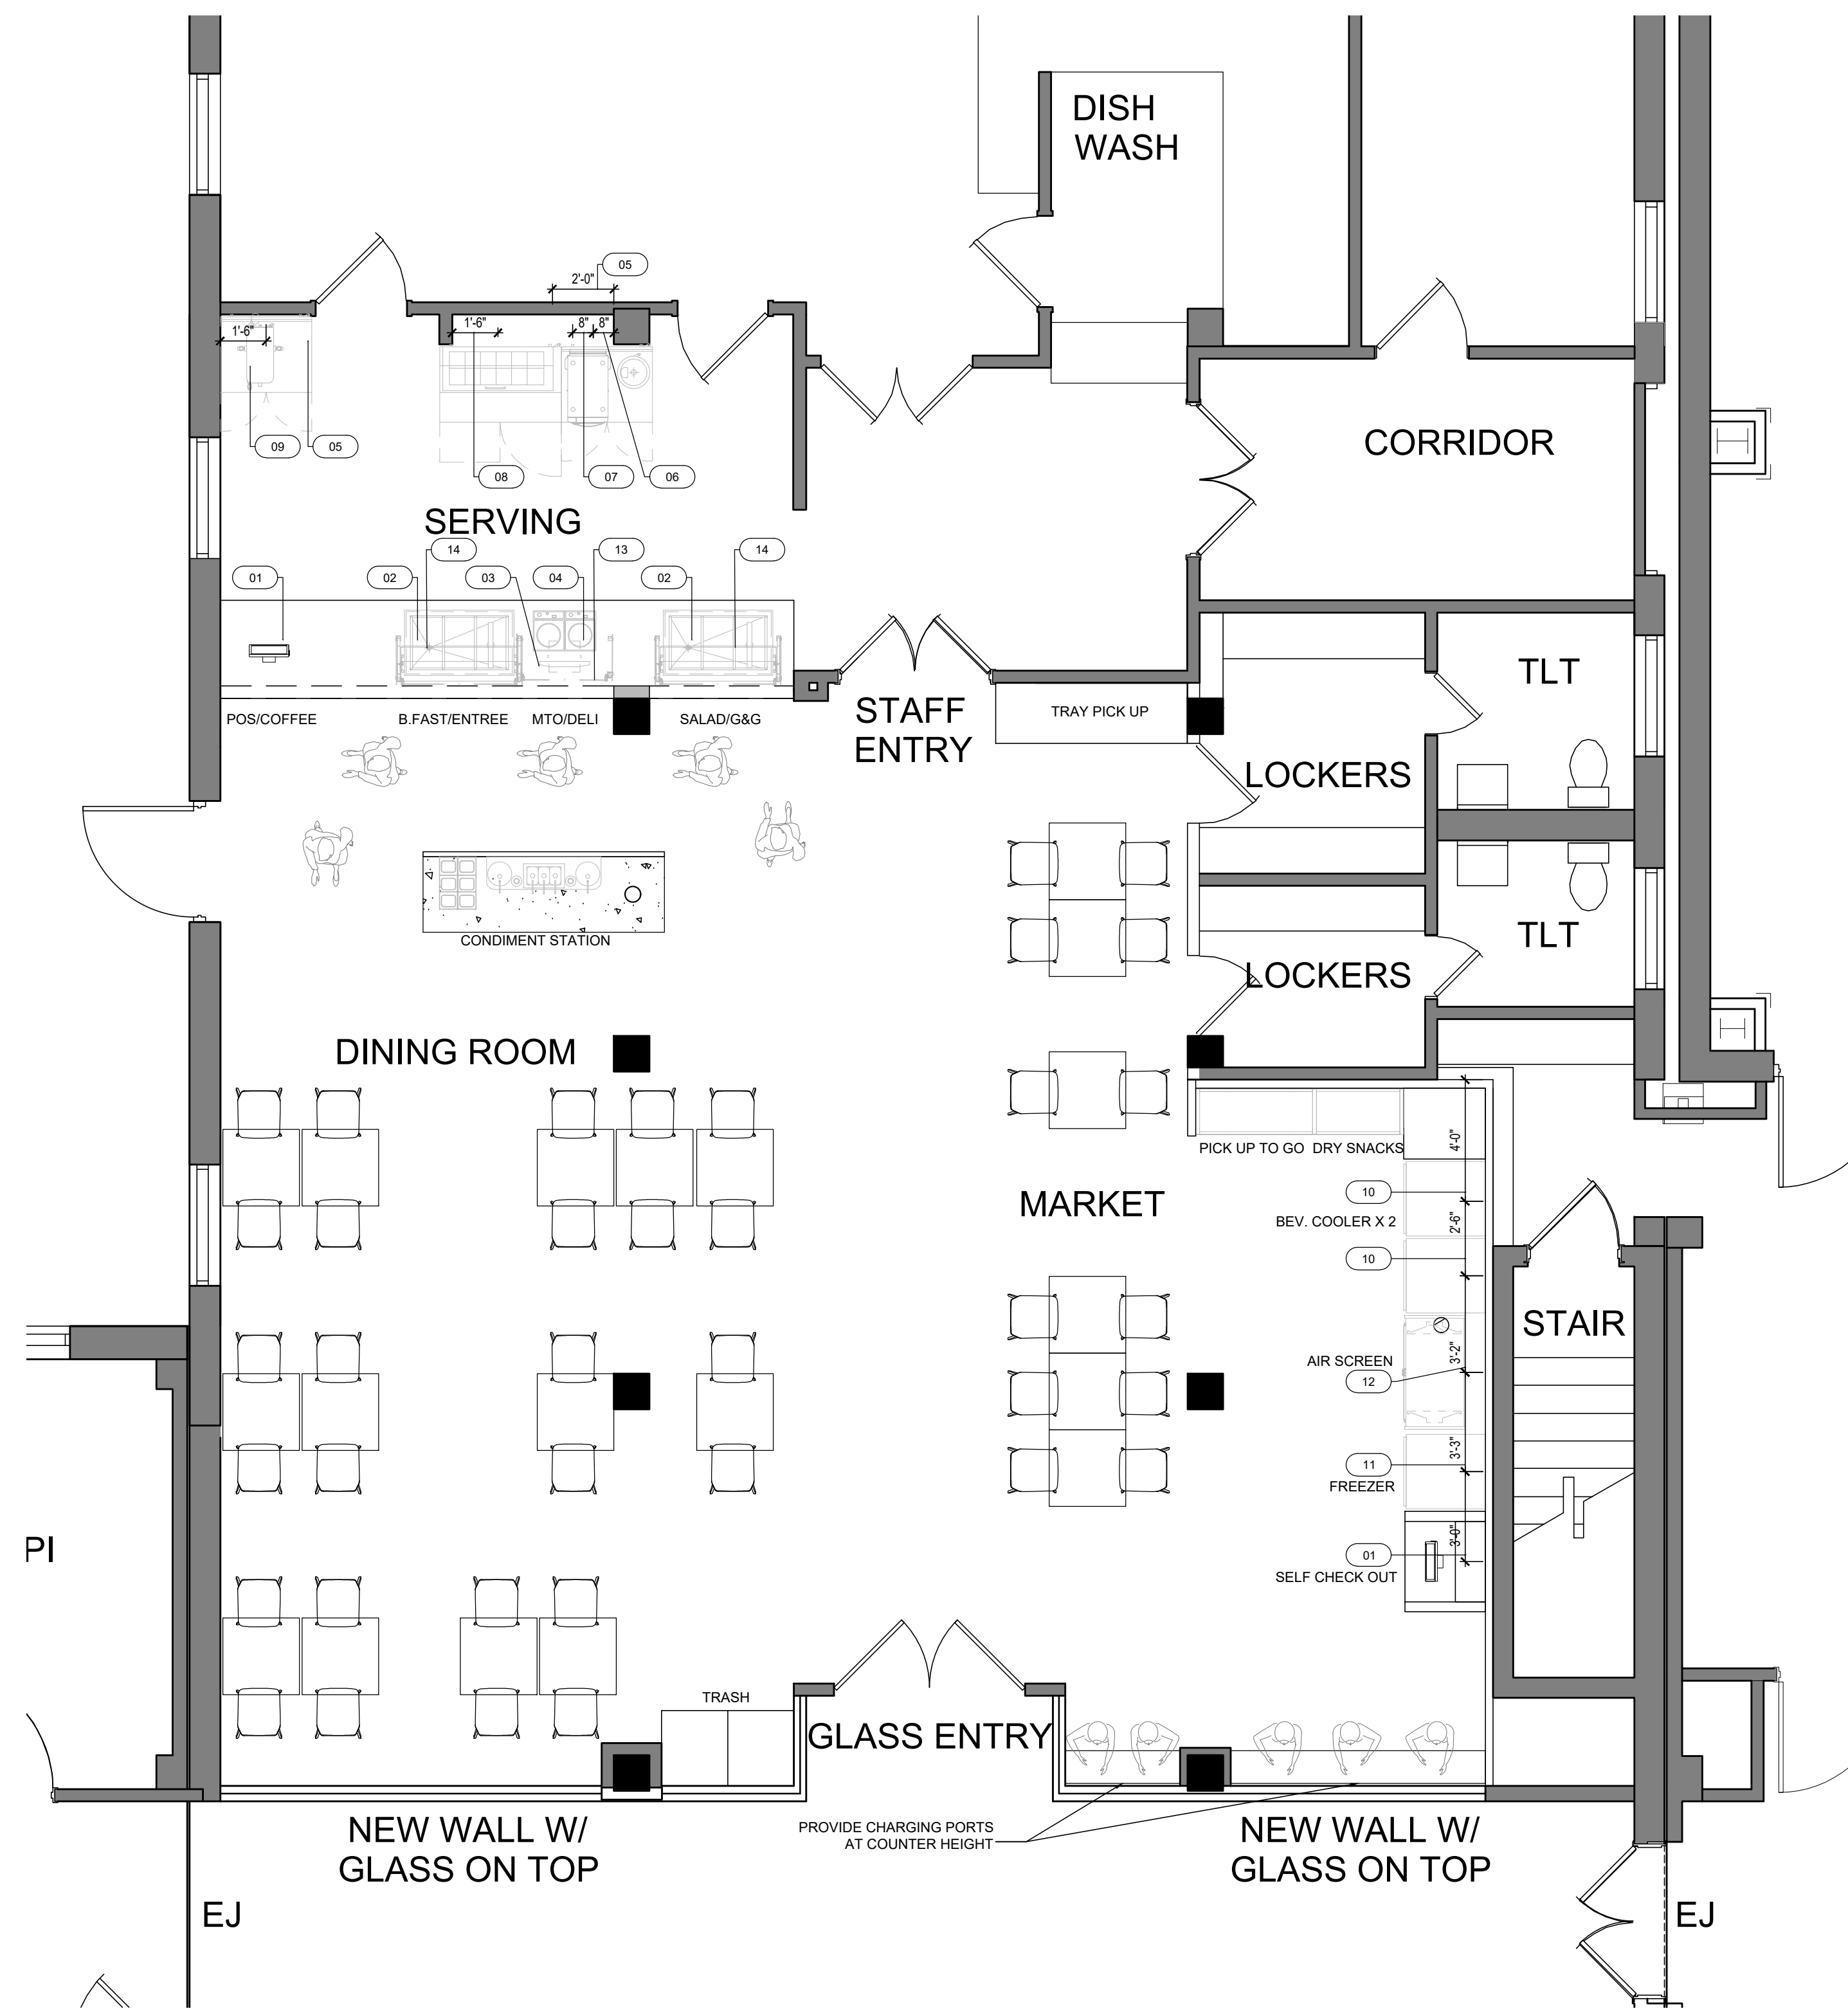 DISH
WASH
05
2'-0"
1'-6"
1'-6"
8"
8"
09
05
08
07
06
CORRIDOR
SERVING
14
13
14
01
02
03
04
02
TLT
POS/COFFEE
B.FAST/ENTREE
MTO/DELI
SALAD/G&G
STAFF
ENTRY
TRAY PICK UP
LOCKERS
CONDIMENT STATION
TLT
LOCKERS
DINING ROOM
PICK UP TO GO
DRY SNACKS
4'-0"
MARKET
10
BEV. COOLER X 2
2'-6"
10
STAIR
AIR SCREEN
12
3'-2"
11
FREEZER
3'-3"
PI
01
SELF CHECK OUT
3'-0"
TRASH
GLASS ENTRY
NEW WALL W/
GLASS ON TOP
PROVIDE CHARGING PORTS
AT COUNTER HEIGHT
NEW WALL W/
GLASS ON TOP
EJ
EJ